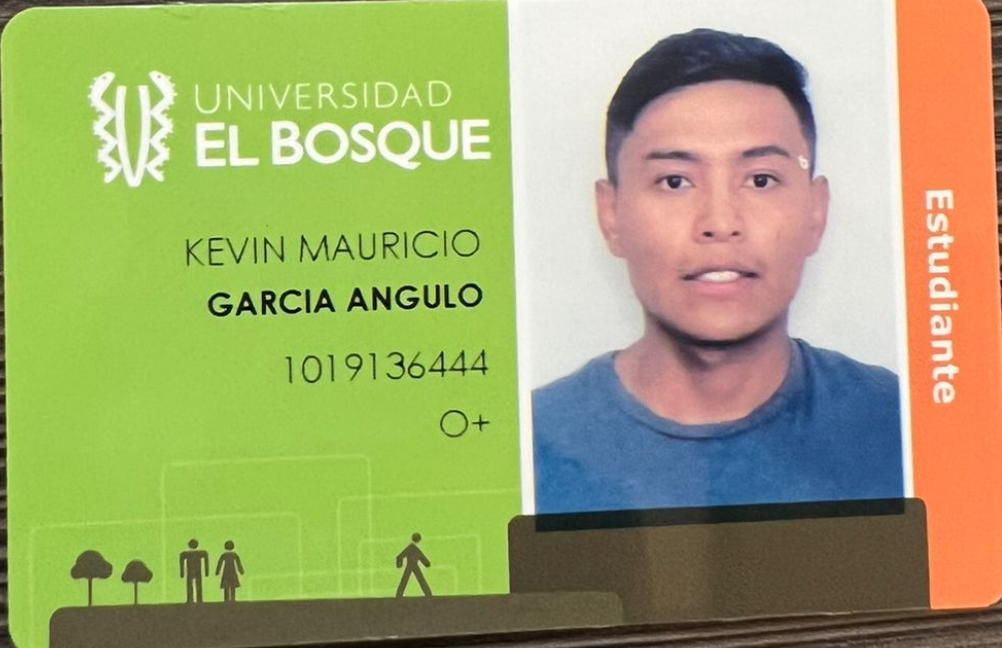 UNIVERSIDAD
EL BOSQUE
KEVIN MAURICIO
GARCIA ANGULO
1019136444
O+
Estudiante